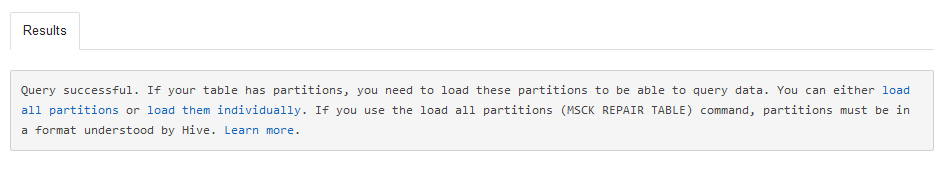 Results
Query successful. If your table has partitions, you need to load these partitions to be able to query data. You can either load
all partitions or load them individually. If you use the load all partitions (MSCK REPAIR TABLE) command, partitions must be in
a format understood by Hive. Learn more.